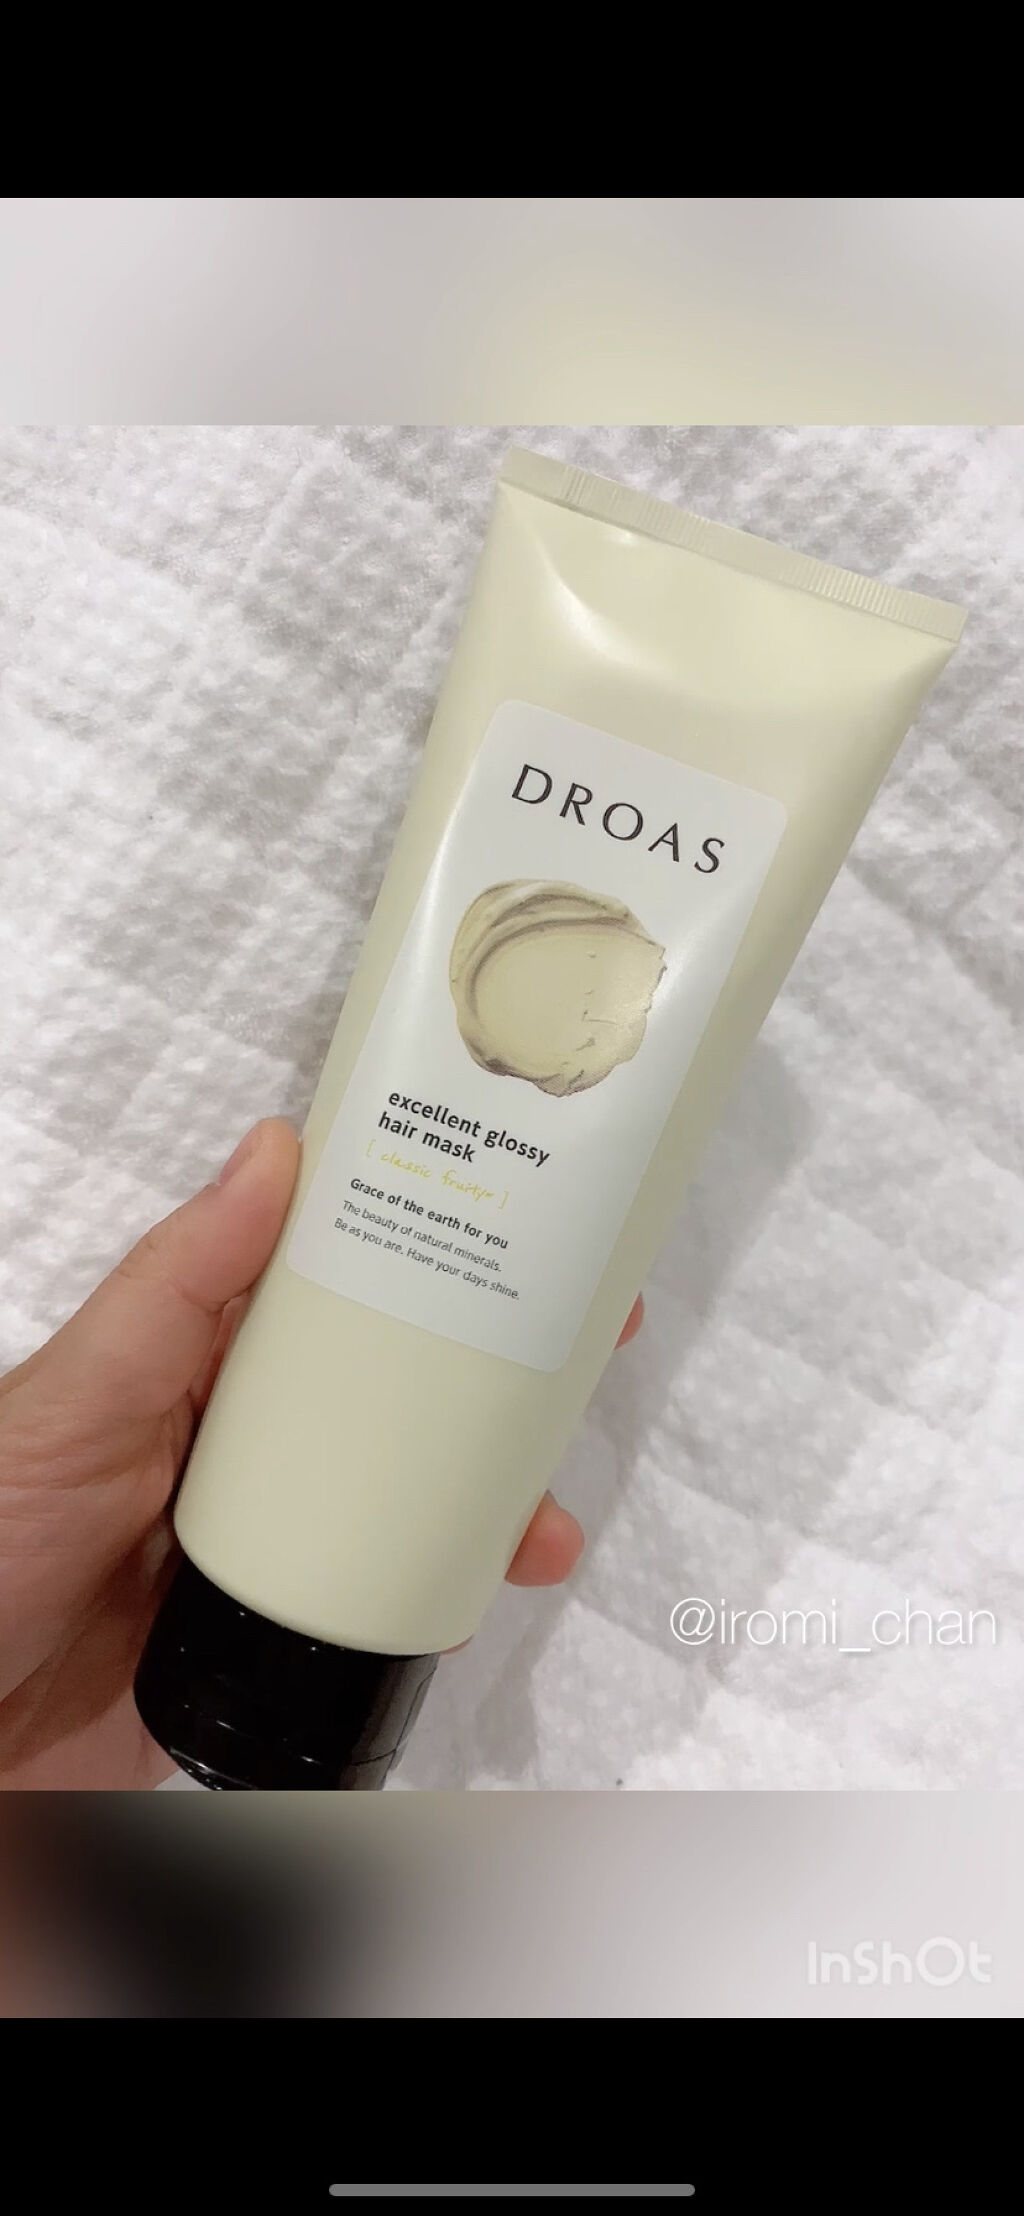 DROAS
excellent glossy
hair mask
[ classic fruity~ ]
Grace of the earth for you
The beauty of natural minerals.
Be as you are. Have your days shine.
@iromi_chan
InShOt